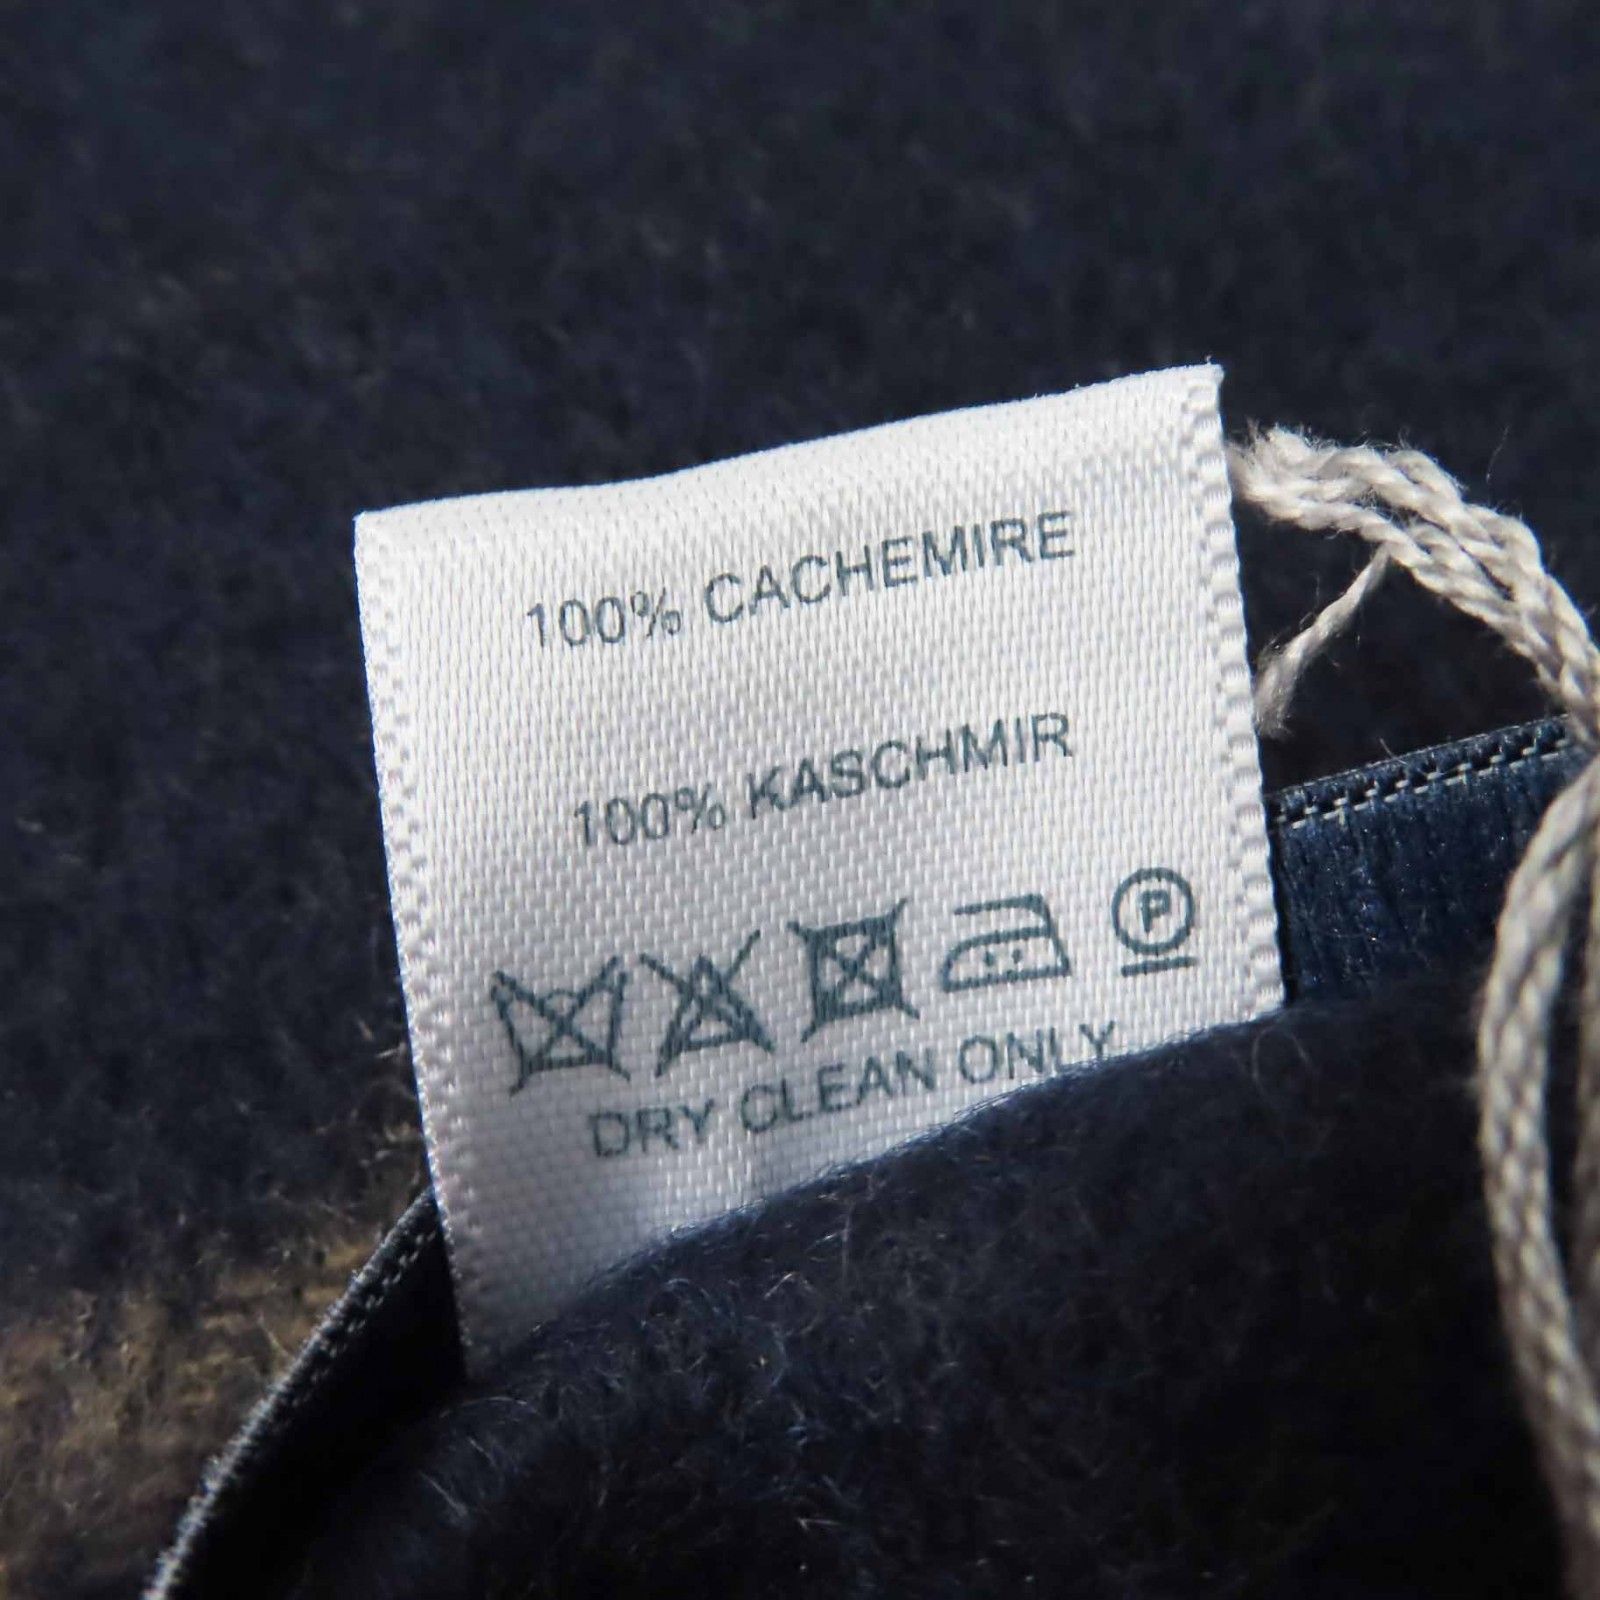 100% CACHEMIRE
100% KASCHMIR
P
DRY CLEAN ONLY